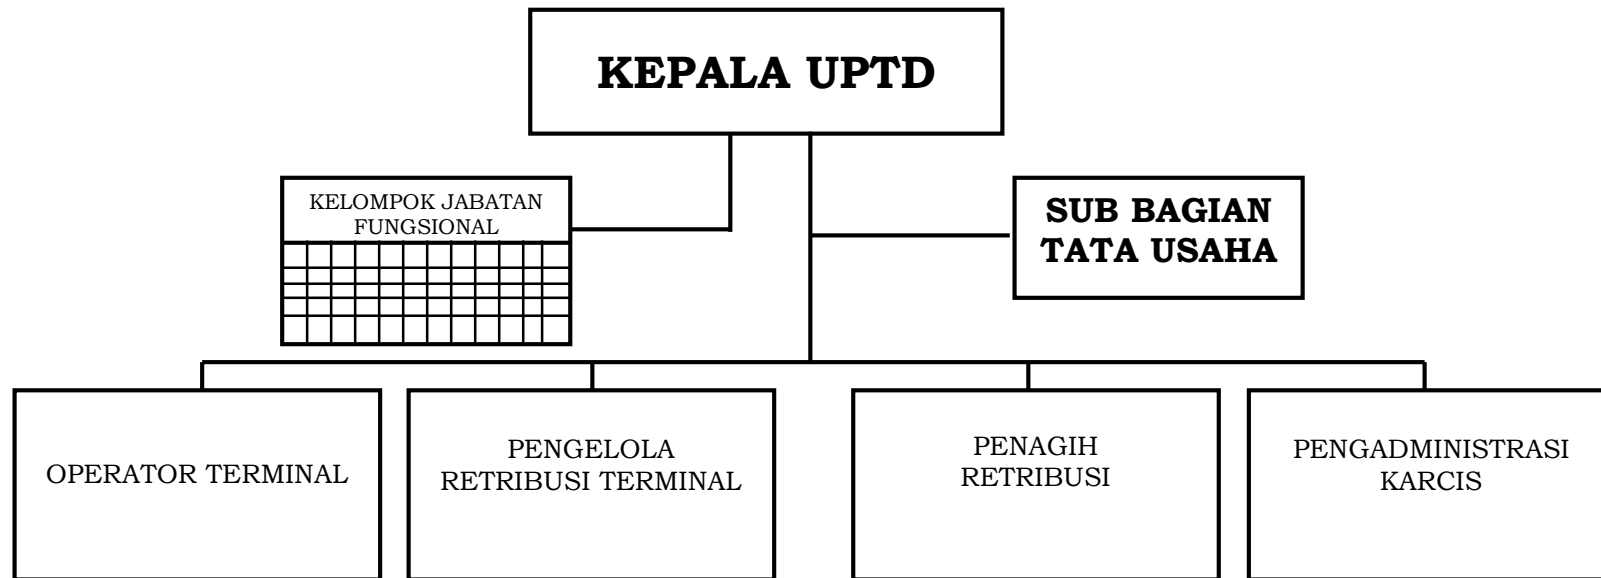 KEPALA UPTD
KELOMPOK JABATAN
FUNGSIONAL
SUB BAGIAN
TATA USAHA
OPERATOR TERMINAL
PENGELOLA
RETRIBUSI TERMINAL
PENAGIH
RETRIBUSI
PENGADMINISTRASI
KARCIS